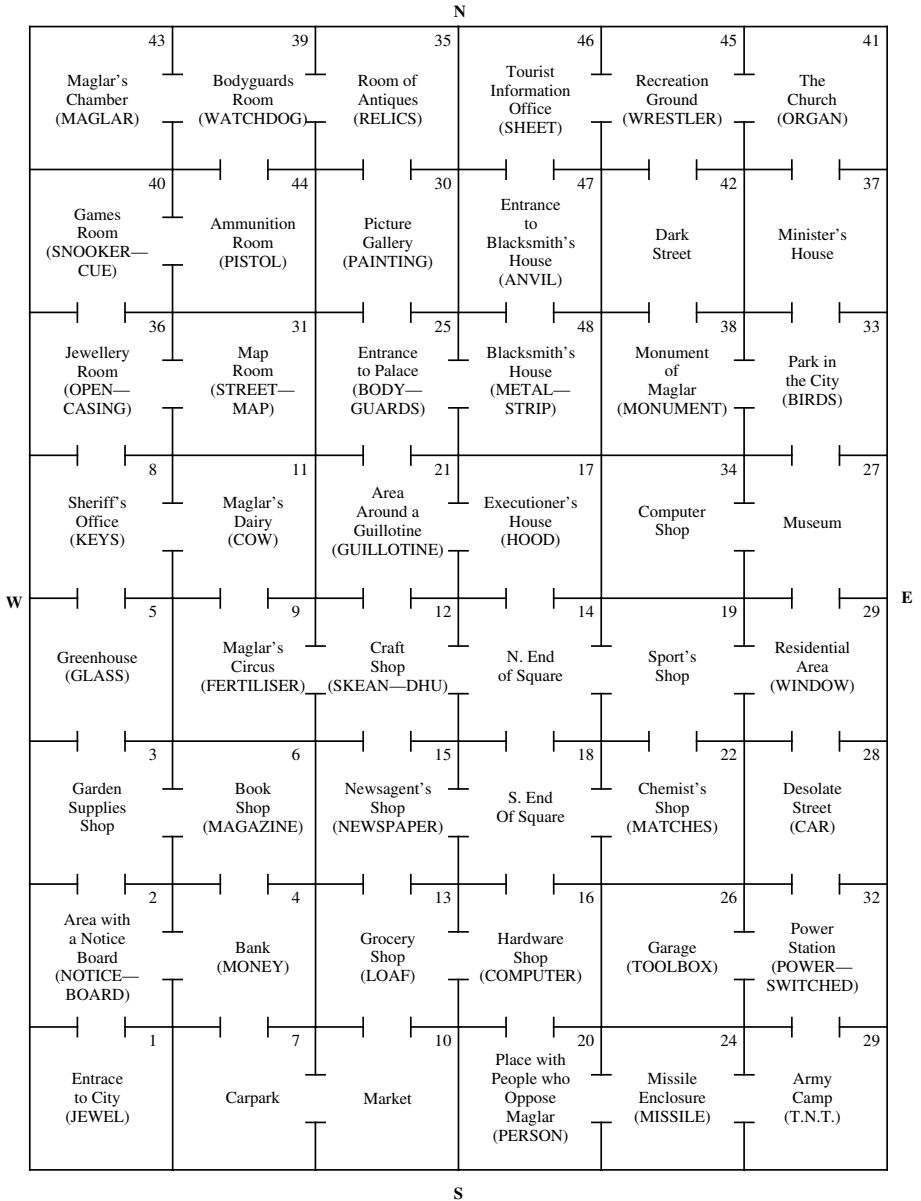 N
43
Maglar's
Chamber
(MAGLAR)
39
Bodyguards
Room
(WATCHDOG)
35
Room of
Antiques
(RELICS)
46
Tourist
Information
Office
(SHEET)
45
Recreation
Ground
(WRESTLER)
41
The
Church
(ORGAN)
40
Games
Room
(SNOOKER—
CUE)
44
Ammunition
Room
(PISTOL)
30
Picture
Gallery
(PAINTING)
47
Entrance
to
Blacksmith's
House
(ANVIL)
42
Dark
Street
37
Minister's
House
36
Jewellery
Room
(OPEN—
CASING)
31
Map
Room
(STREET—
MAP)
25
Entrance
to Palace
(BODY—
GUARDS)
48
Blacksmith's
House
(METAL—
STRIP)
38
Monument
of
Maglar
(MONUMENT)
33
Park in
the City
(BIRDS)
8
Sheriff's
Office
(KEYS)
11
Maglar's
Dairy
(COW)
21
Area
Around a
Guillotine
(GUILLOTINE)
17
Executioner's
House
(HOOD)
34
Computer
Shop
27
Museum
W
E
5
Greenhouse
(GLASS)
9
Maglar's
Circus
(FERTILISER)
12
Craft
Shop
(SKEAN—DHU)
14
N. End
of Square
19
Sport's
Shop
29
Residential
Area
(WINDOW)
3
Garden
Supplies
Shop
6
Book
Shop
(MAGAZINE)
15
Newsagent's
Shop
(NEWSPAPER)
18
S. End
Of Square
22
Chemist's
Shop
(MATCHES)
28
Desolate
Street
(CAR)
2
Area with
a Notice
Board
(NOTICE—
BOARD)
4
Bank
(MONEY)
13
Grocery
Shop
(LOAF)
16
Hardware
Shop
(COMPUTER)
26
Garage
(TOOLBOX)
32
Power
Station
(POWER—
SWITCHED)
1
Entrace
to City
(JEWEL)
7
Carpark
10
Market
20
Place with
People who
Oppose
Maglar
(PERSON)
24
Missile
Enclosure
(MISSILE)
29
Army
Camp
(T.N.T.)
S